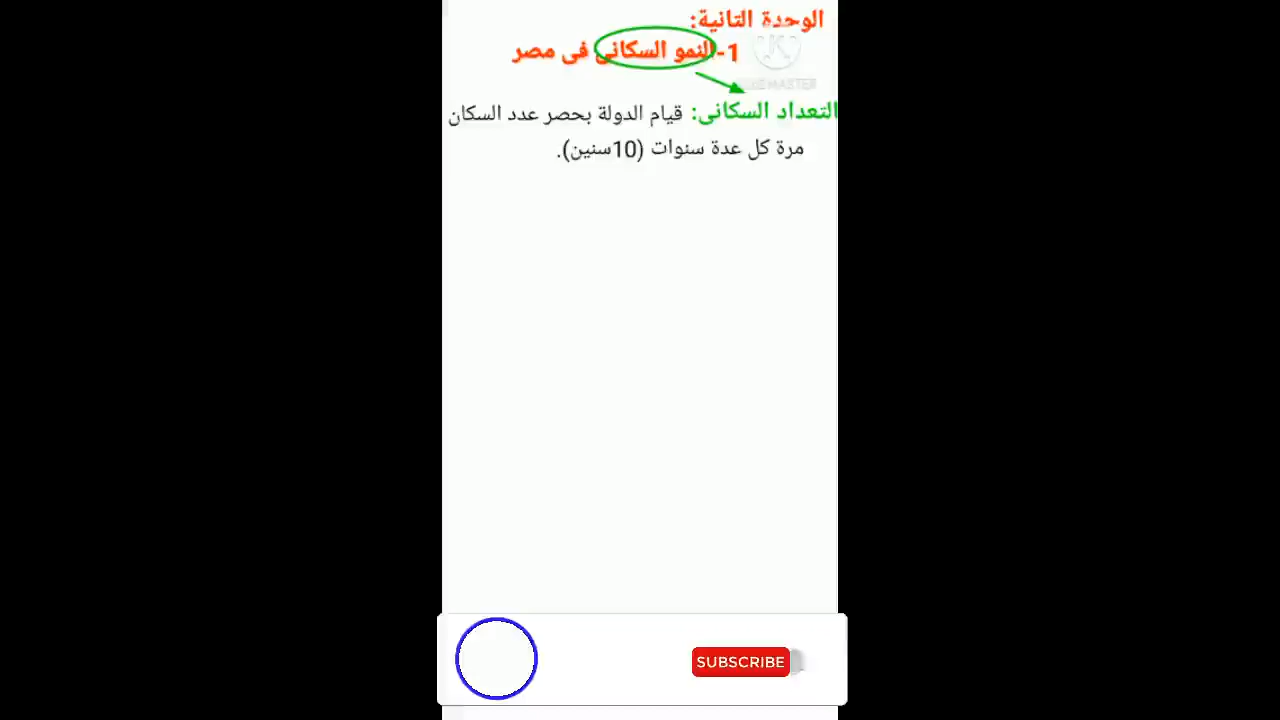 الوحدة التانية:
1-النمو السكانى فى مصر
التعداد السكانى: قيام الدولة بحصر عدد السكان
مرة كل عدة سنوات (10سنين).
SUBSCRIBE